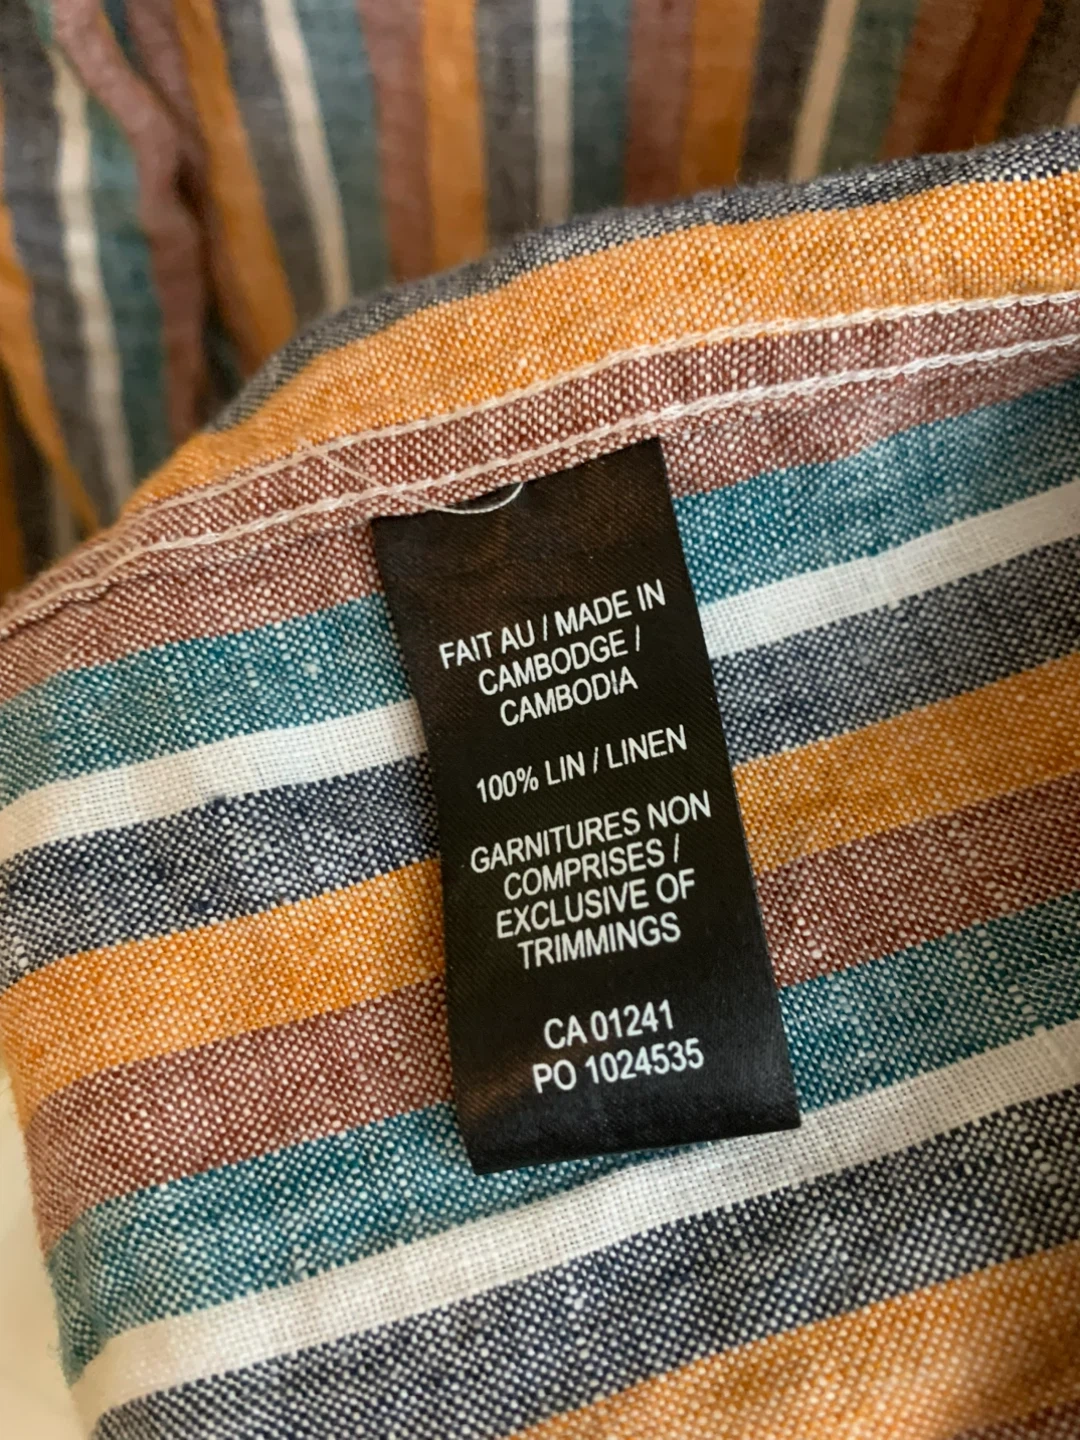 FAIT AU / MADE IN
CAMBODGE /
CAMBODIA
100% LIN / LINEN
GARNITURES NON
COMPRISES /
EXCLUSIVE OF
TRIMMINGS
CA 01241
PO 1024535